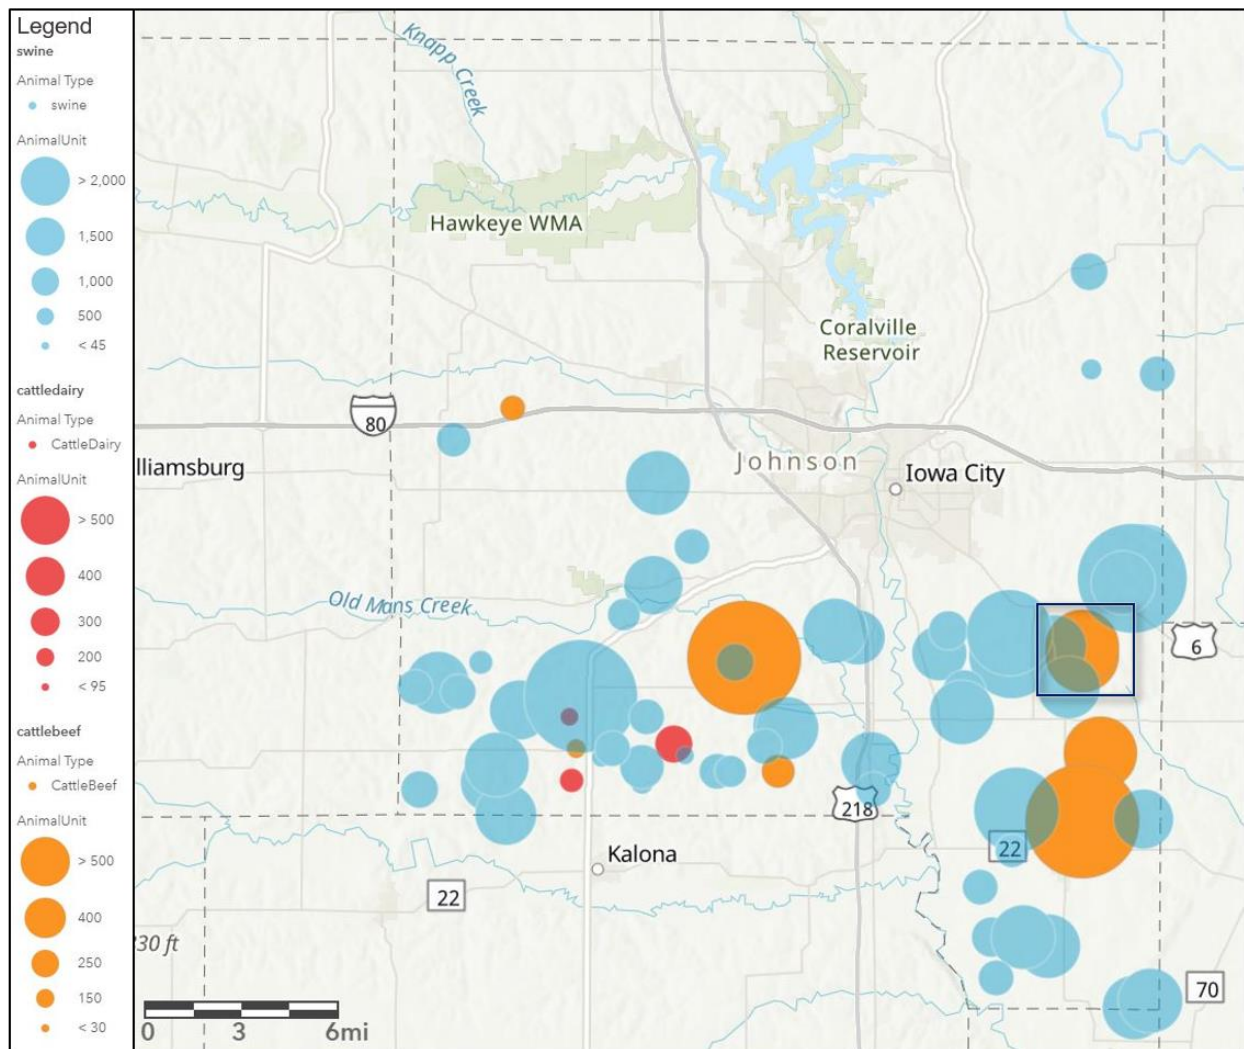 Legend
swine
Animal Type
swine
AnimalUnit
> 2,000
1,500
1,000
500
< 45
cattledairy
Animal Type
CattleDairy
AnimalUnit
> 500
400
300
200
< 95
cattlebeef
Animal Type
CattleBeef
AnimalUnit
> 500
400
250
150
< 30
Knapp Creek
Hawkeye WMA
Coralville
Reservoir
80
lliamsburg
Johnson
Iowa City
Old Mans Creek
6
218
22
Kalona
22
30 ft
70
0 3 6mi